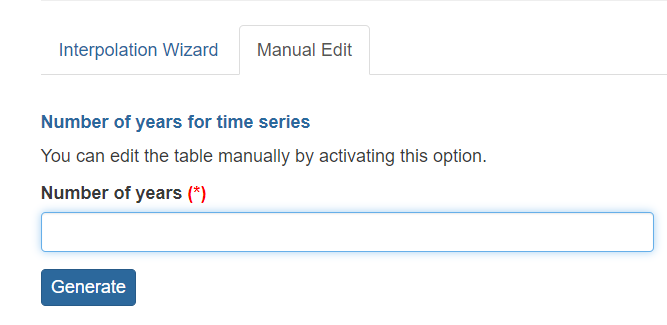 Interpolation Wizard Manual Edit
Number of years for time series
You can edit the table manually by activating this option.
Number of years (*)
Generate